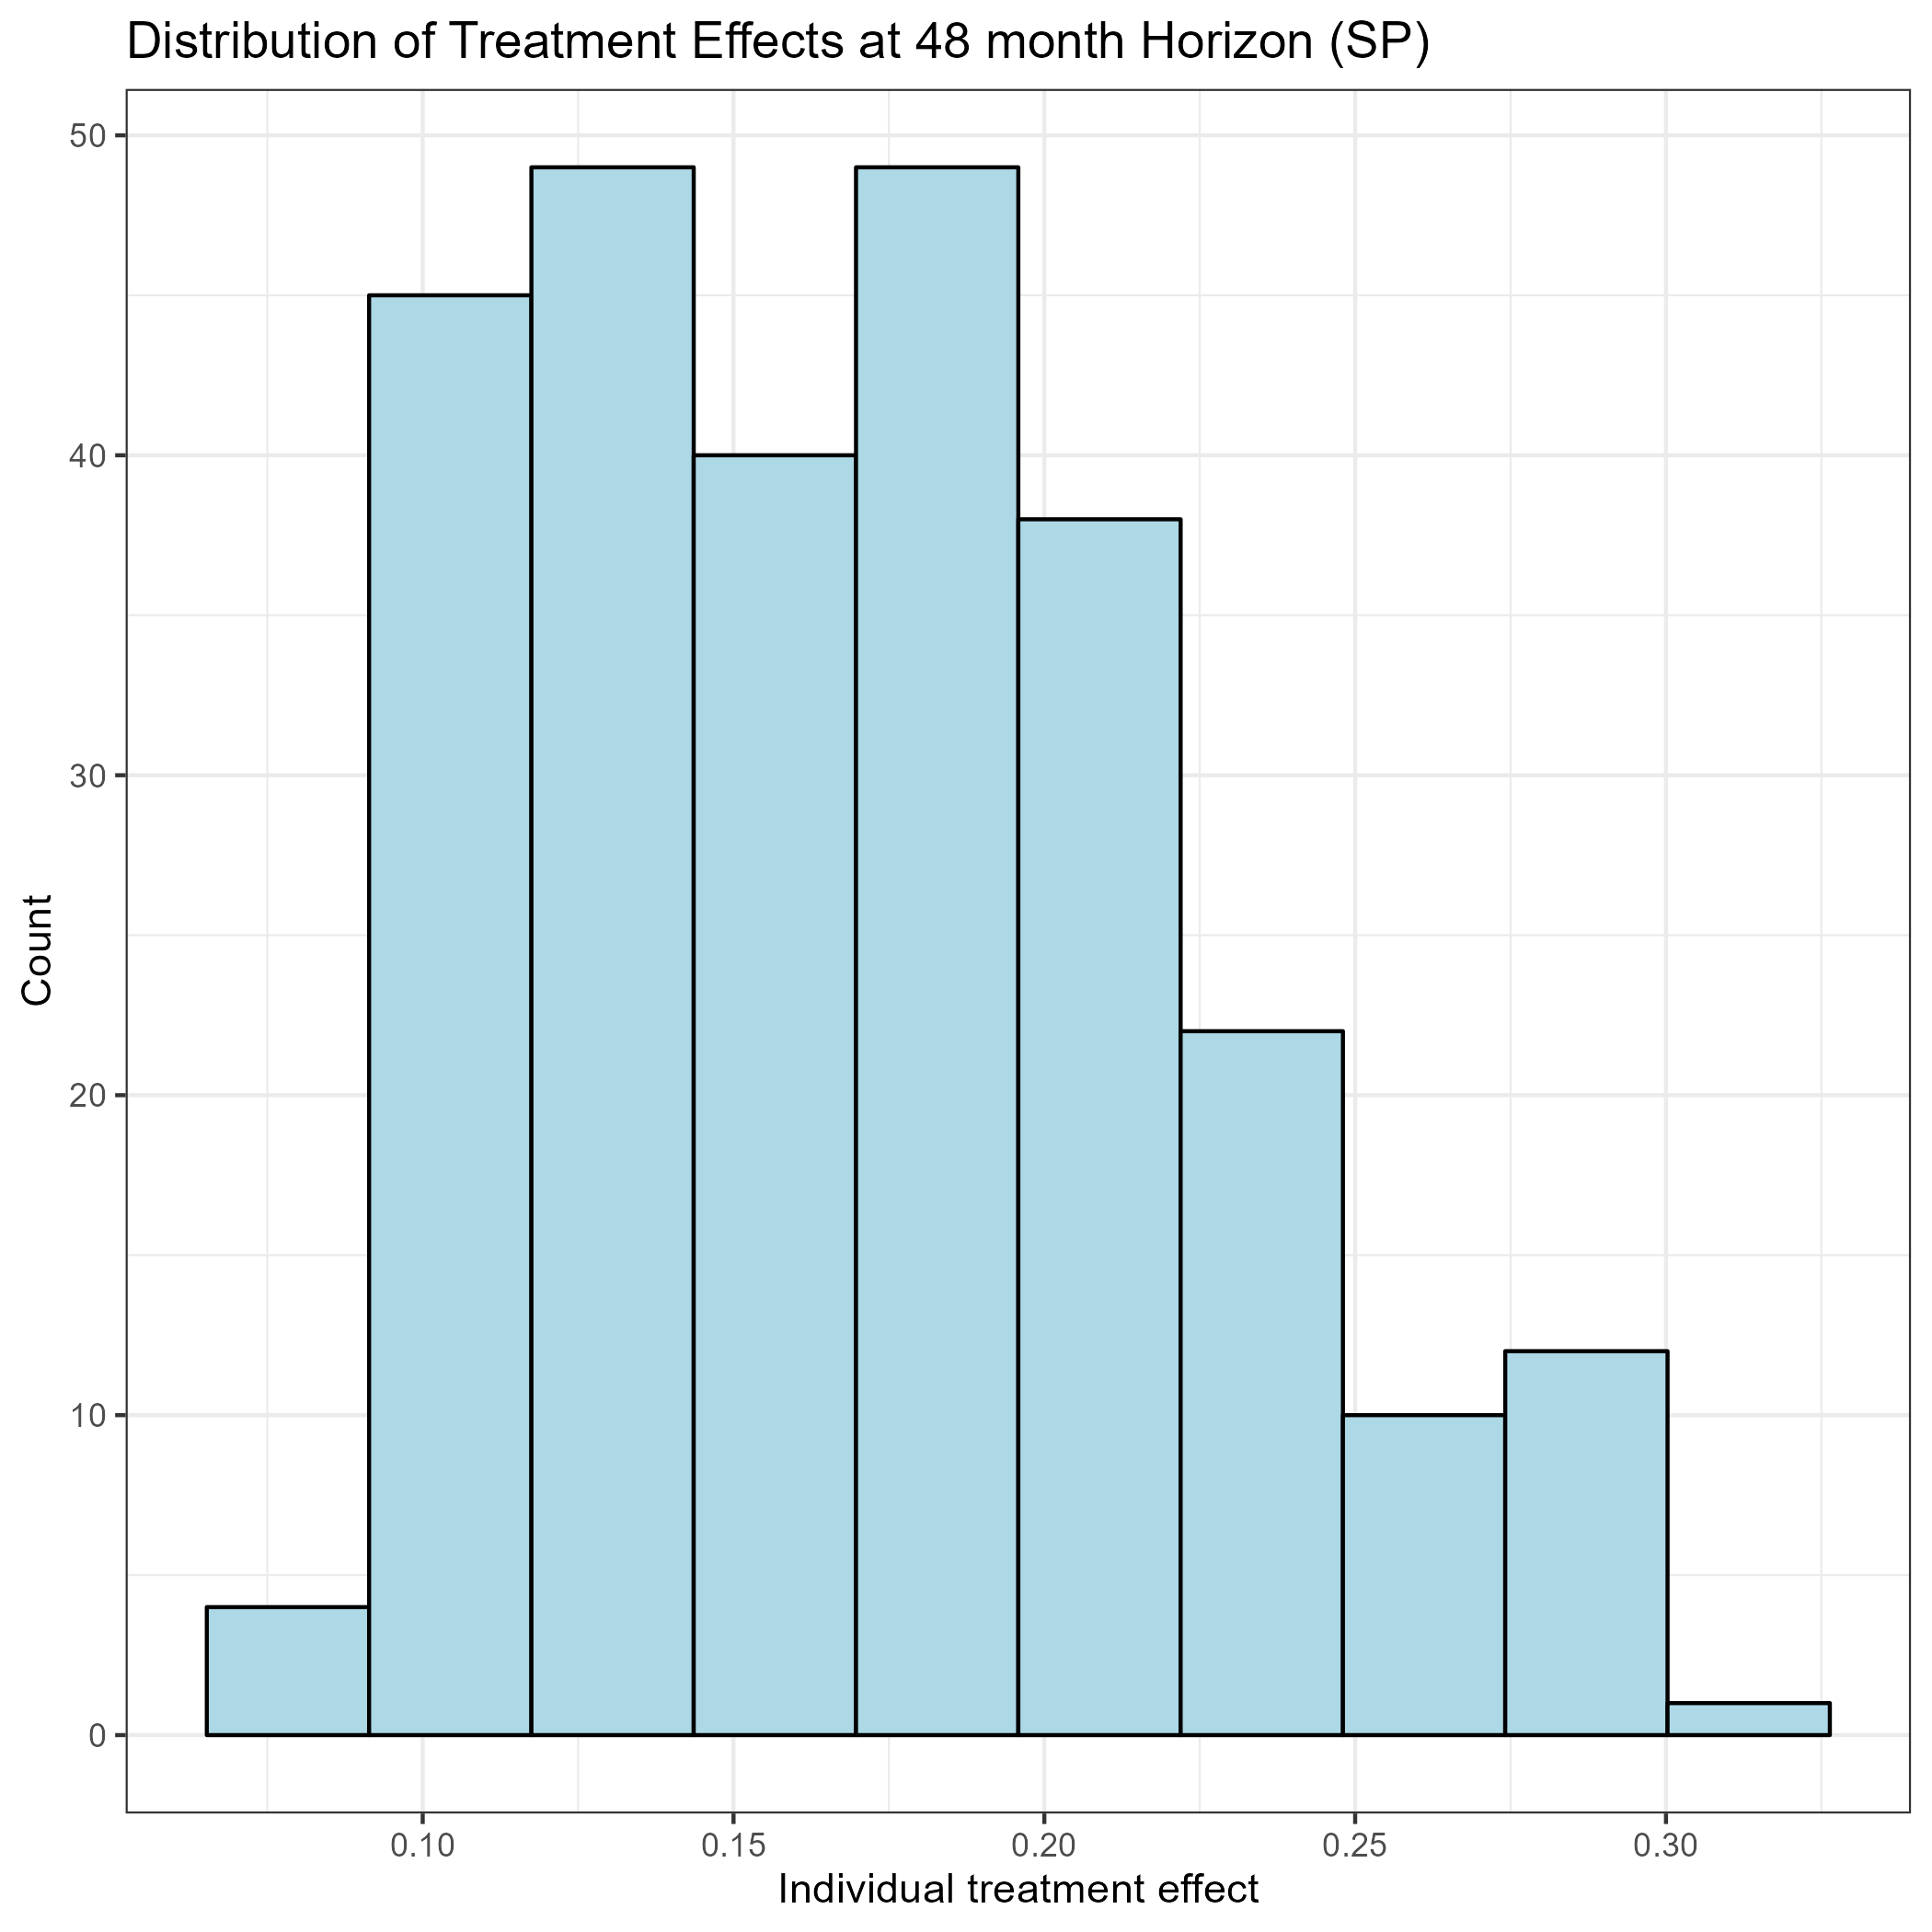 Distribution of Treatment Effects at 48 month Horizon (SP)
50
40
30
20
10
0
Count
0.10 0.15 0.20 0.25 0.30
Individual treatment effect